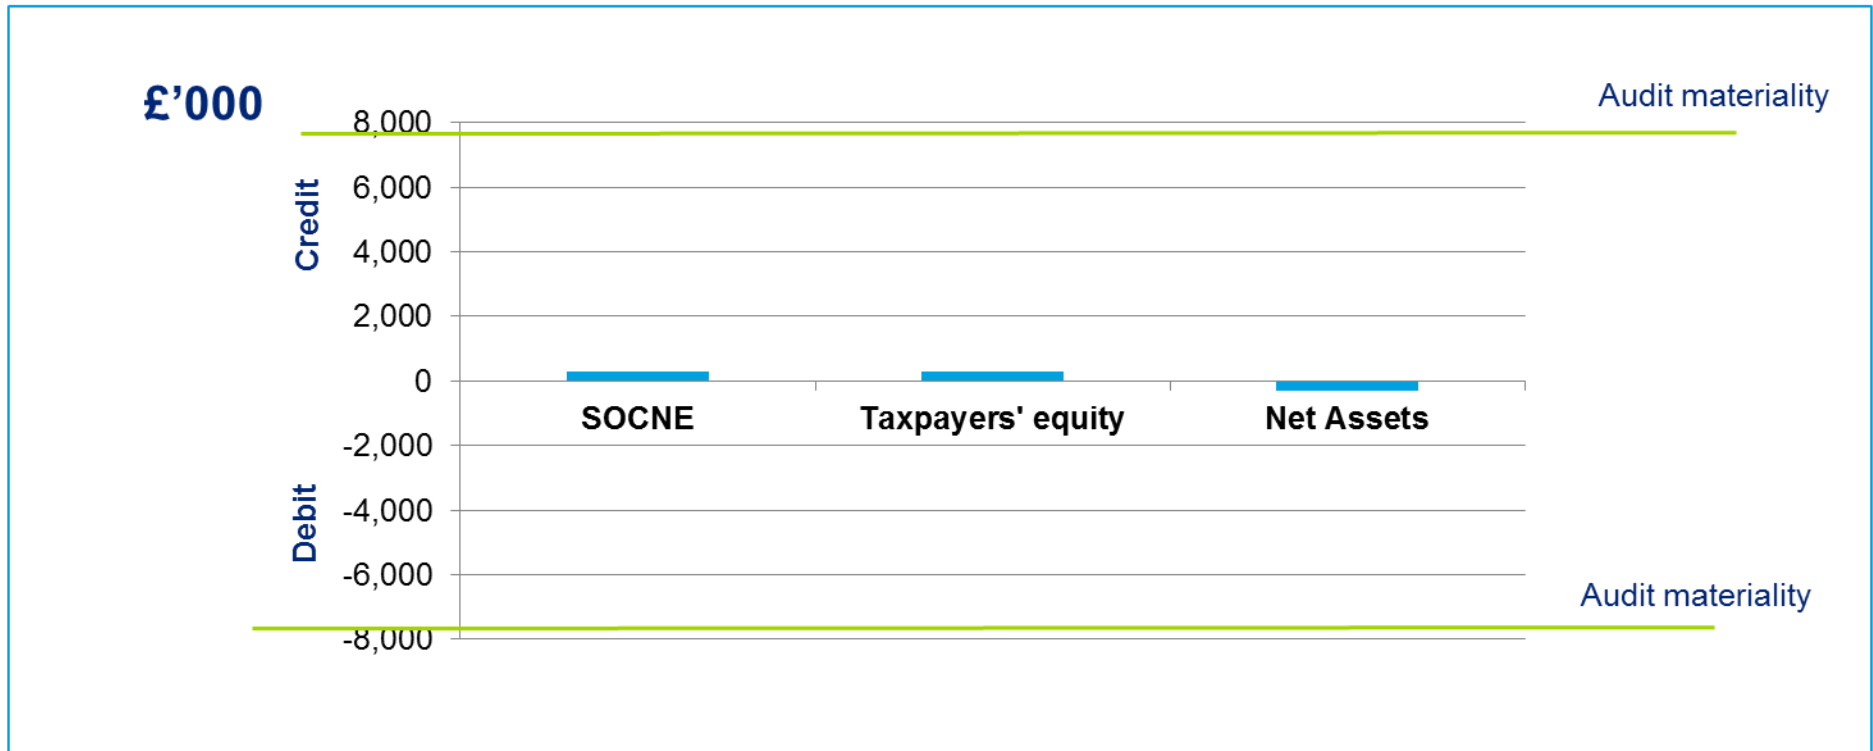 £’000
Audit materiality
8,000
6,000
Credit
4,000
2,000
0
SOCNE
Taxpayers' equity
Net Assets
-2,000
Debit
-4,000
-6,000
Audit materiality
-8,000